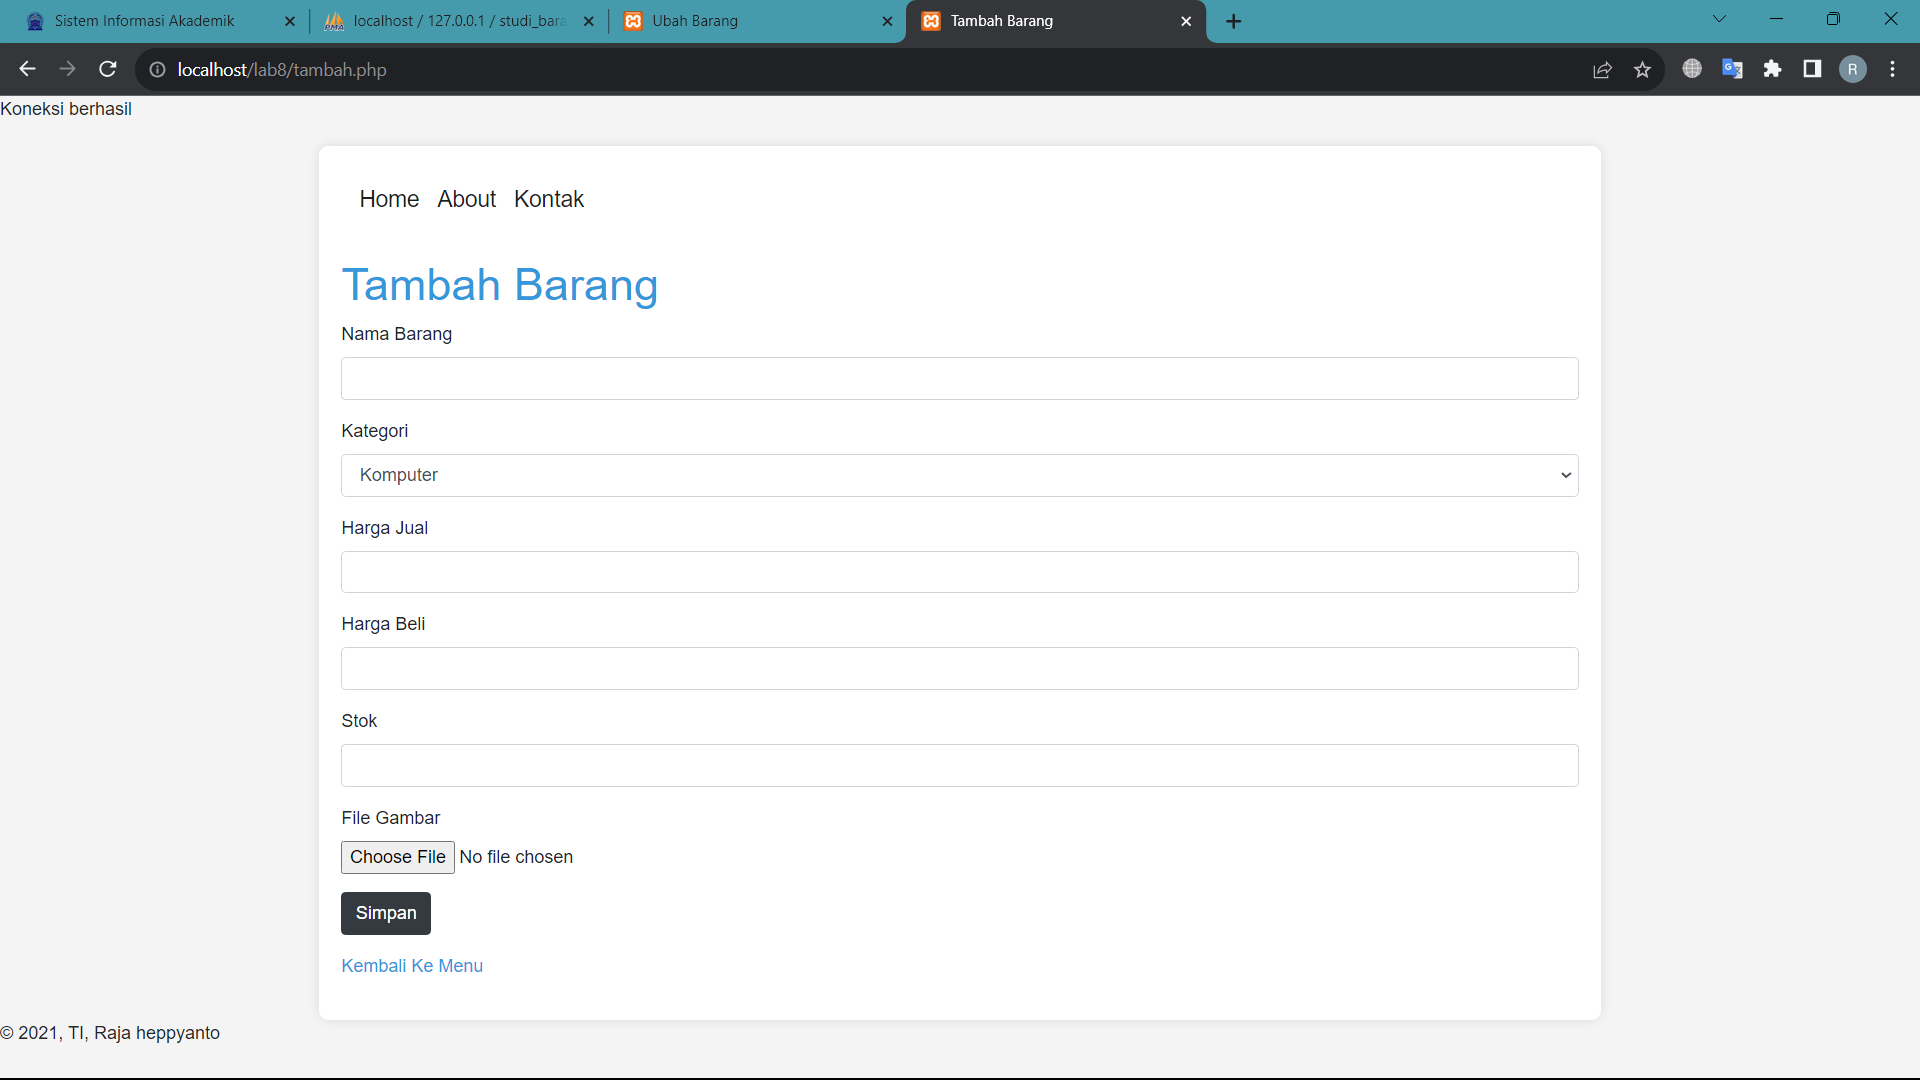 Sistem Informasi Akademik
localhost / 127.0.0.1 / studi_bara
Ubah Barang
Tambah Barang
localhost/lab8/tambah.php
R
Koneksi berhasil
Home About Kontak
Tambah Barang
Nama Barang
Kategori
Komputer
Harga Jual
Harga Beli
Stok
File Gambar
Choose File No file chosen
Simpan
Kembali Ke Menu
© 2021, TI, Raja heppyanto